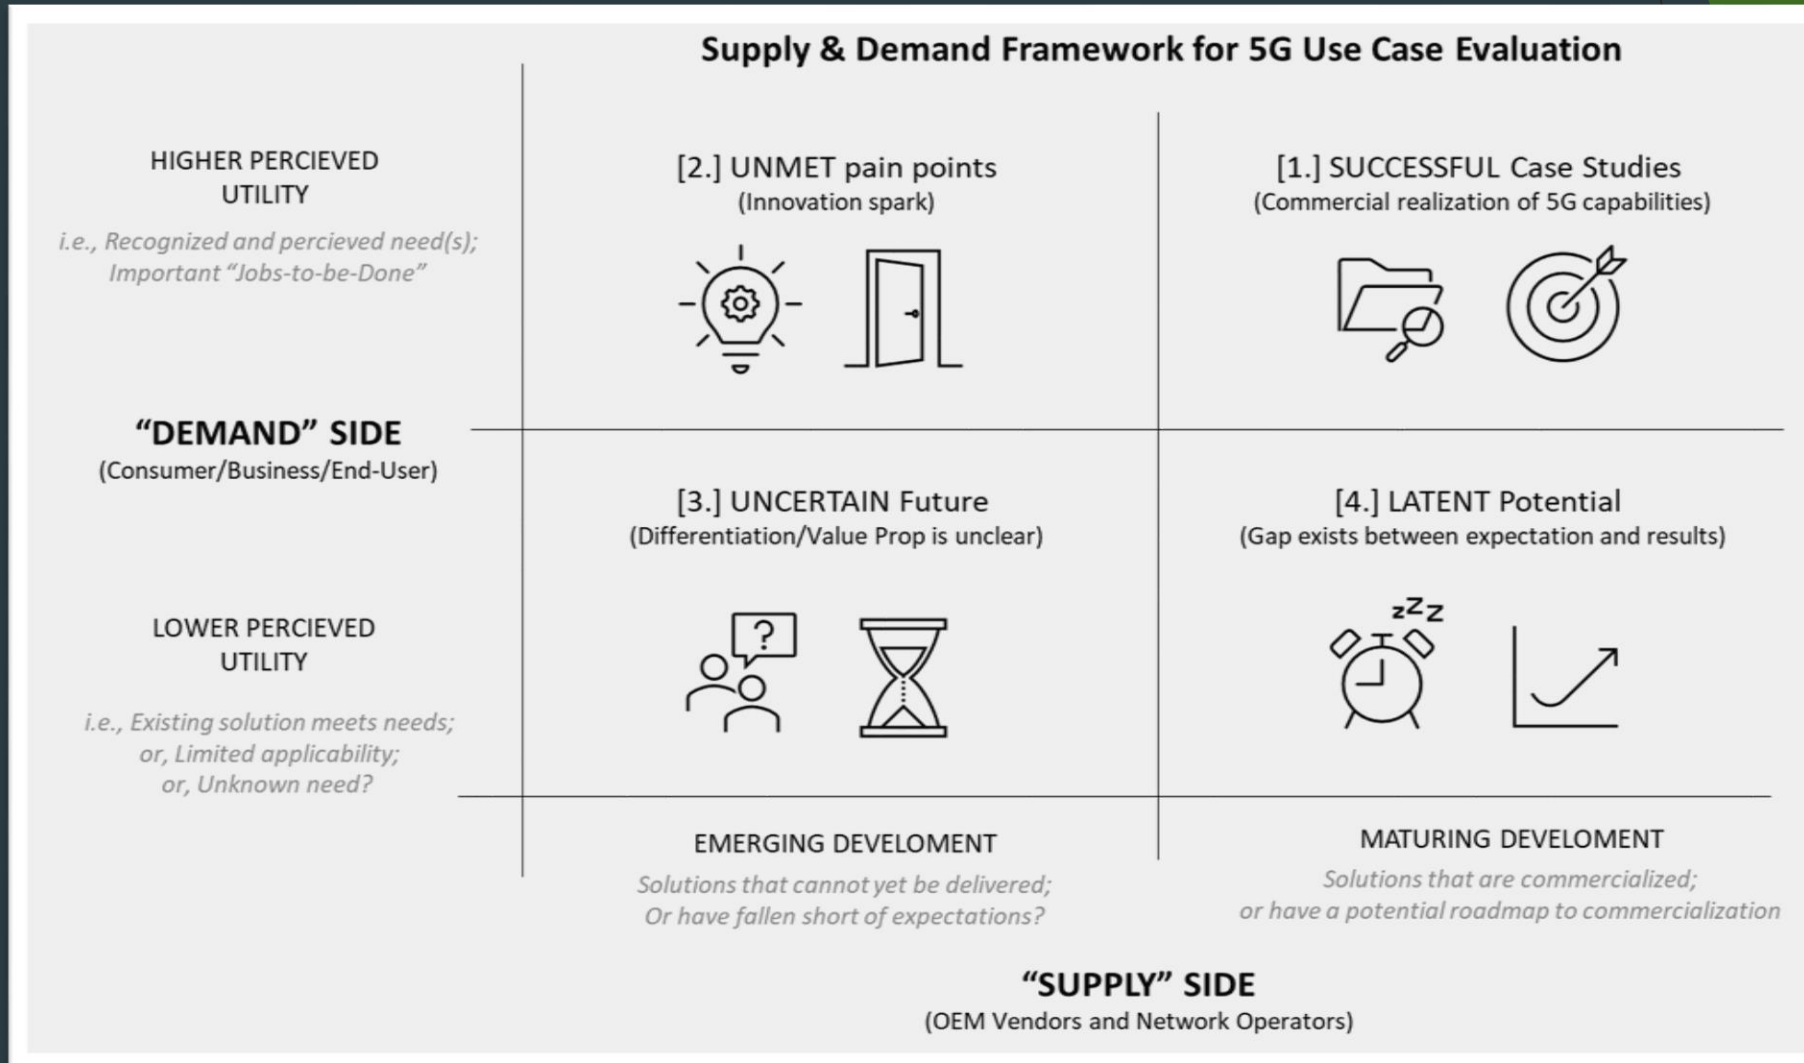 Supply & Demand Framework for 5G Use Case Evaluation
HIGHER PERCIEVED
UTILITY
i.e., Recognized and percieved need(s);
Important “Jobs-to-be-Done”
[2.] UNMET pain points
(Innovation spark)
[1.] SUCCESSFUL Case Studies
(Commercial realization of 5G capabilities)
“DEMAND” SIDE
(Consumer/Business/End-User)
[3.] UNCERTAIN Future
(Differentiation/Value Prop is unclear)
?
[4.] LATENT Potential
(Gap exists between expectation and results)
zZz
LOWER PERCIEVED
UTILITY
i.e., Existing solution meets needs;
or, Limited applicability;
or, Unknown need?
EMERGING DEVELOMENT
Solutions that cannot yet be delivered;
Or have fallen short of expectations?
MATURING DEVELOMENT
Solutions that are commercialized;
or have a potential roadmap to commercialization
“SUPPLY” SIDE
(OEM Vendors and Network Operators)